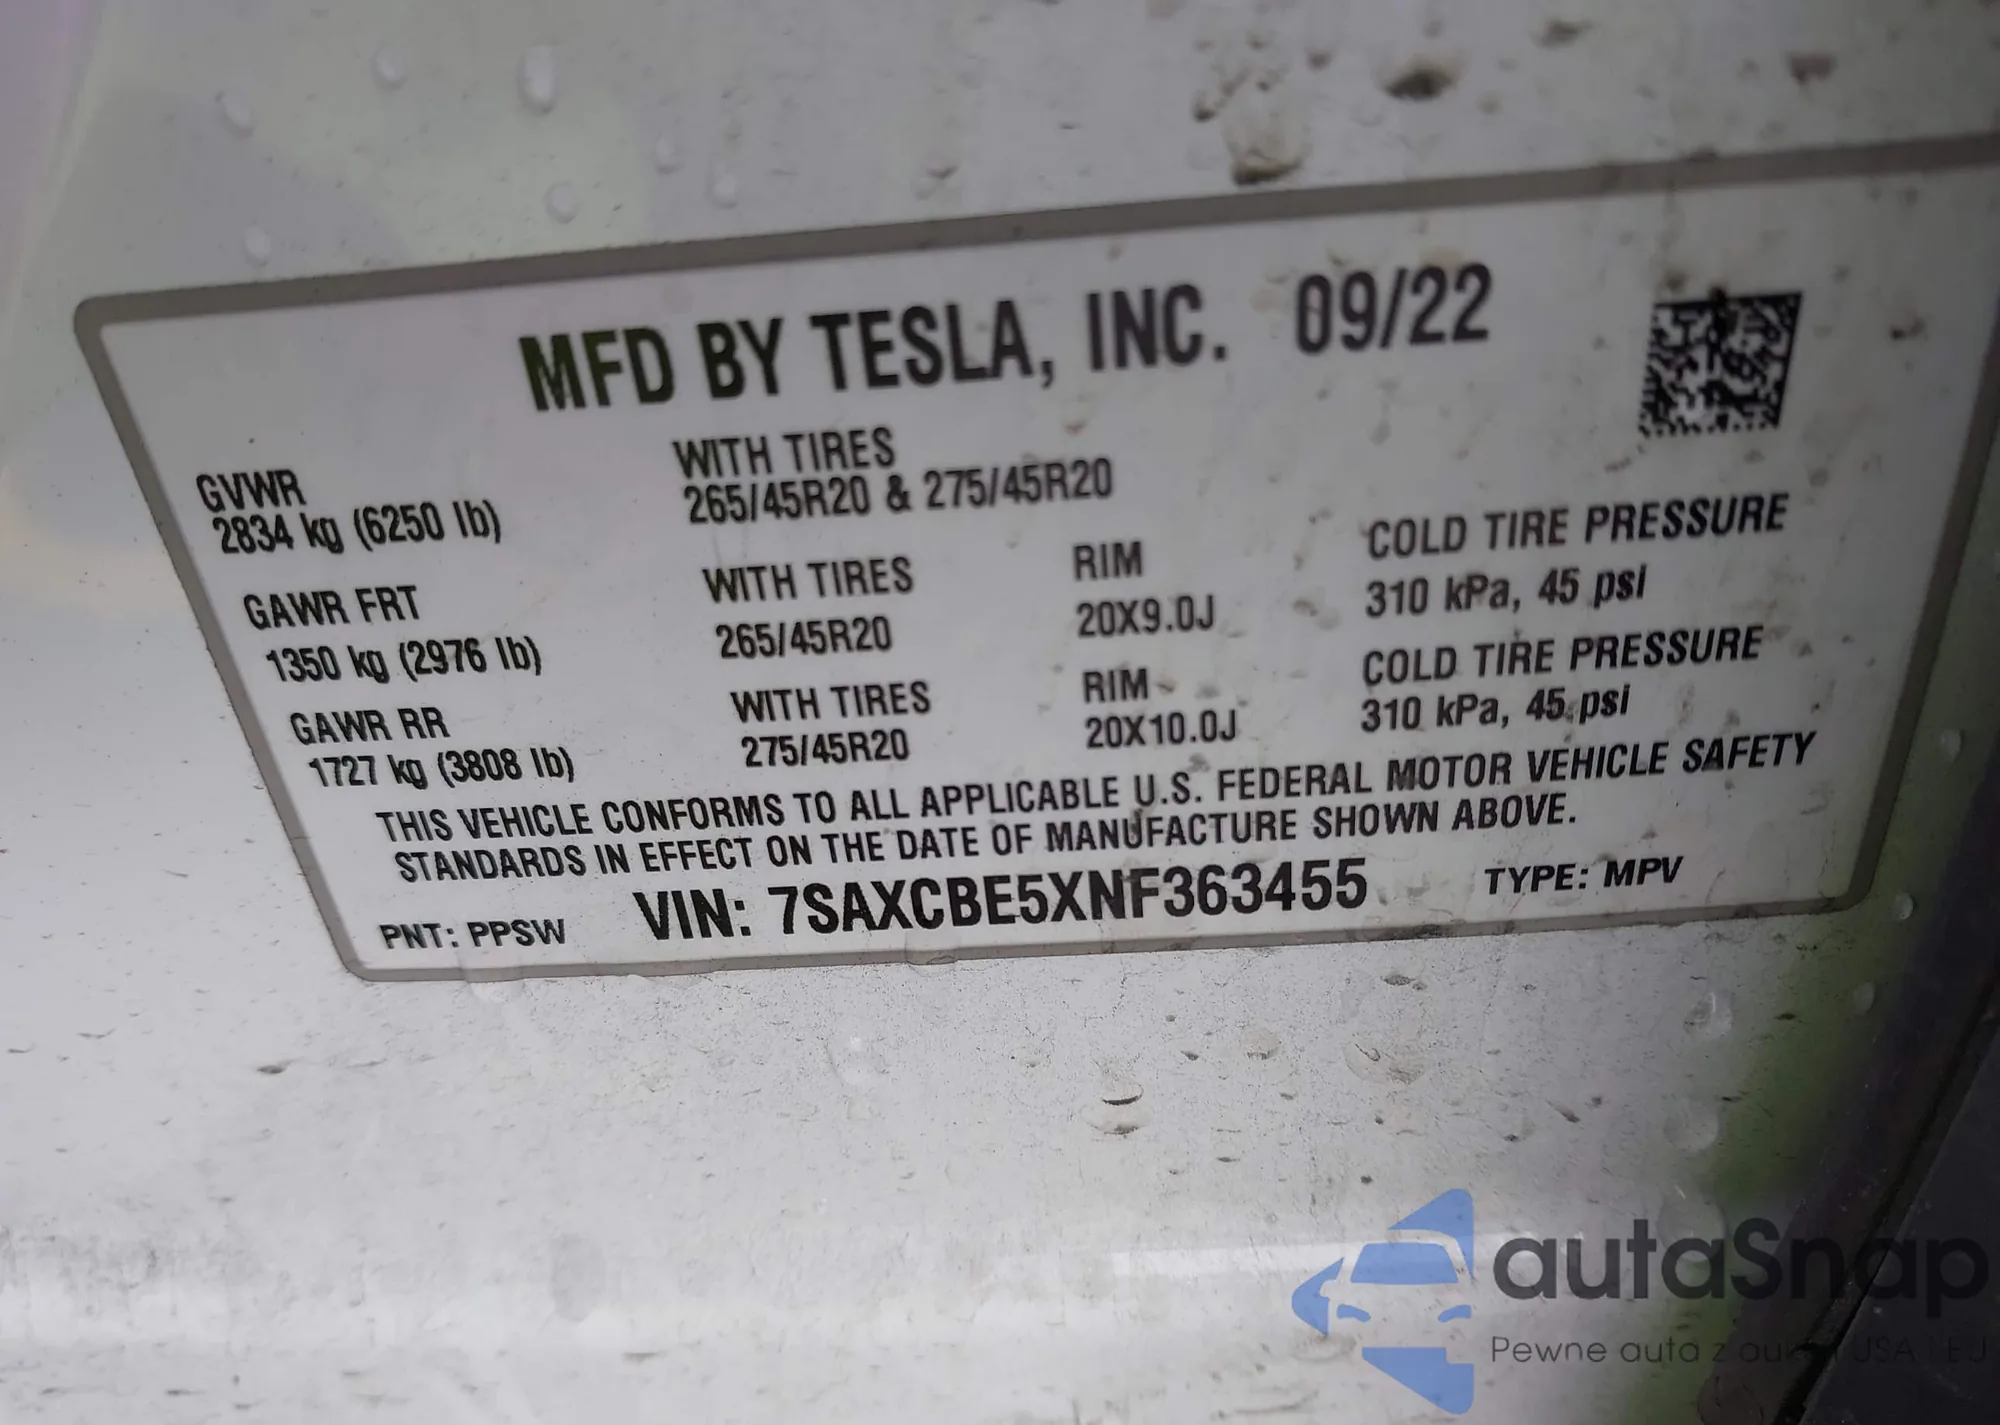 MFD BY TESLA, INC. 09/22
GVWR
2834 kg (6250 lb)
WITH TIRES
265/45R20 & 275/45R20
GAWR FRT
1350 kg (2976 lb)
WITH TIRES
265/45R20
RIM
20X9.0J
COLD TIRE PRESSURE
310 kPa, 45 psi
GAWR RR
1727 kg (3808 lb)
WITH TIRES
275/45R20
RIM
20X10.0J
COLD TIRE PRESSURE
310 kPa, 45 psi
THIS VEHICLE CONFORMS TO ALL APPLICABLE U.S. FEDERAL MOTOR VEHICLE SAFETY
STANDARDS IN EFFECT ON THE DATE OF MANUFACTURE SHOWN ABOVE.
PNT: PPSW VIN: 7SAXCBE5XNF363455 TYPE: MPV
autaSnap
Pewne auta z USA i EU